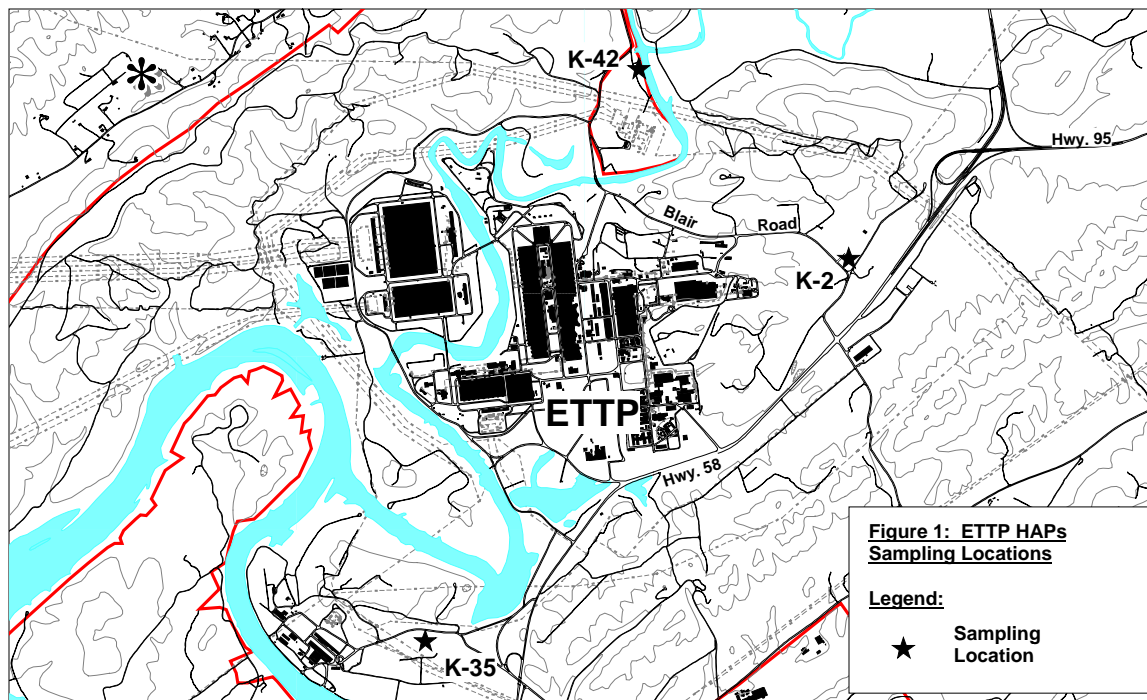 K-42
Hwy. 95
Blair Road
K-2
ETTP
Hwy. 58
K-35
Figure 1: ETTP HAPs
Sampling Locations
Legend:
Sampling
Location